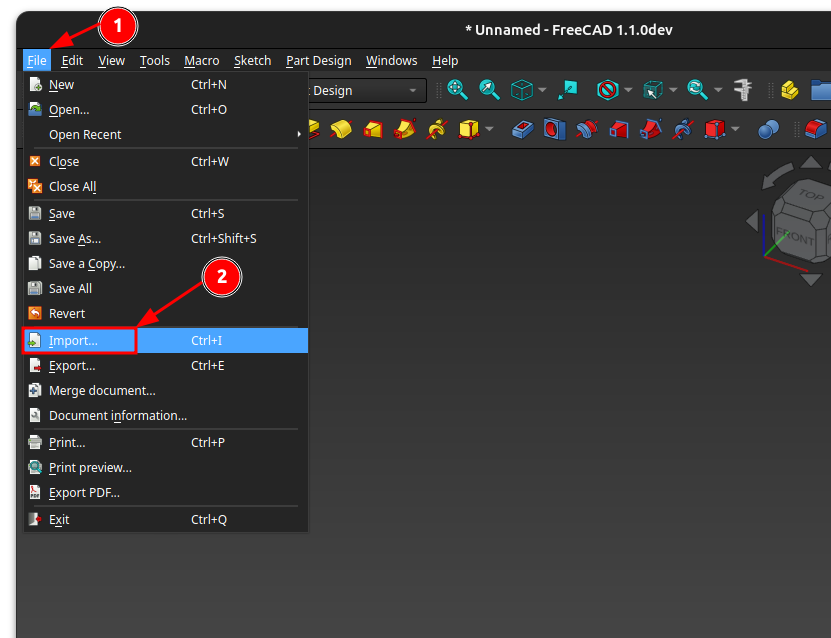 1
* Unnamed - FreeCAD 1.1.0dev
File Edit View Tools Macro Sketch Part Design Windows Help
New Ctrl+N
Design
Open... Ctrl+O
Open Recent
Close Ctrl+W
Close All
Save Ctrl+S
Save As... Ctrl+Shift+S
Save a Copy...
2
Save All
Revert
Import... Ctrl+I
Export... Ctrl+E
Merge document...
Document information...
Print... Ctrl+P
Print preview...
Export PDF...
Exit Ctrl+Q
TOP
FRONT